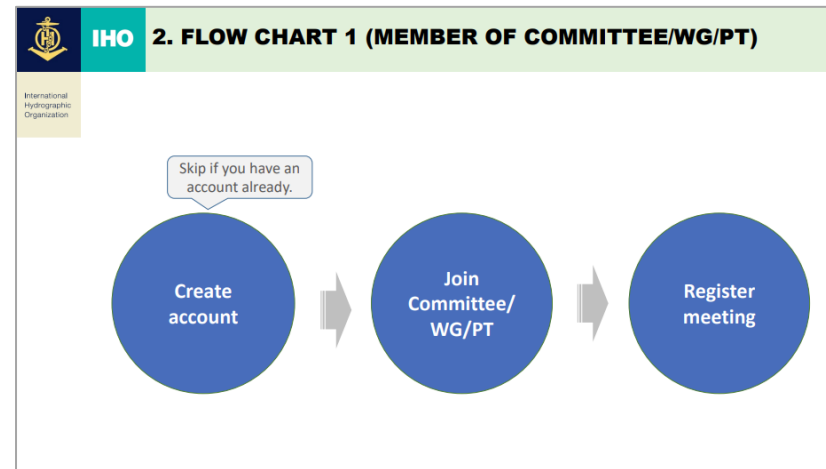 IHO
2. FLOW CHART 1 (MEMBER OF COMMITTEE/WG/PT)
International
Hydrographic
Organization
Skip if you have an
account already.
Create
account
Join
Committee/
WG/PT
Register
meeting